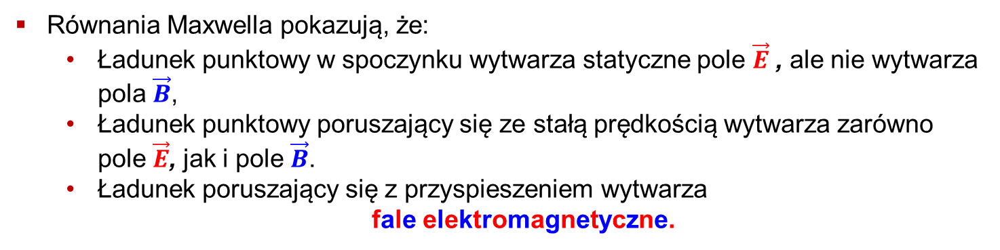 ▪ Równania Maxwella pokazują, że:
• Ładunek punktowy w spoczynku wytwarza statyczne pole \(\vec{E}\) , ale nie wytwarza
pola \(\vec{B}\),
• Ładunek punktowy poruszający się ze stałą prędkością wytwarza zarówno
pole \(\vec{E}\), jak i pole \(\vec{B}\).
• Ładunek poruszający się z przyspieszeniem wytwarza
fale elektromagnetyczne.